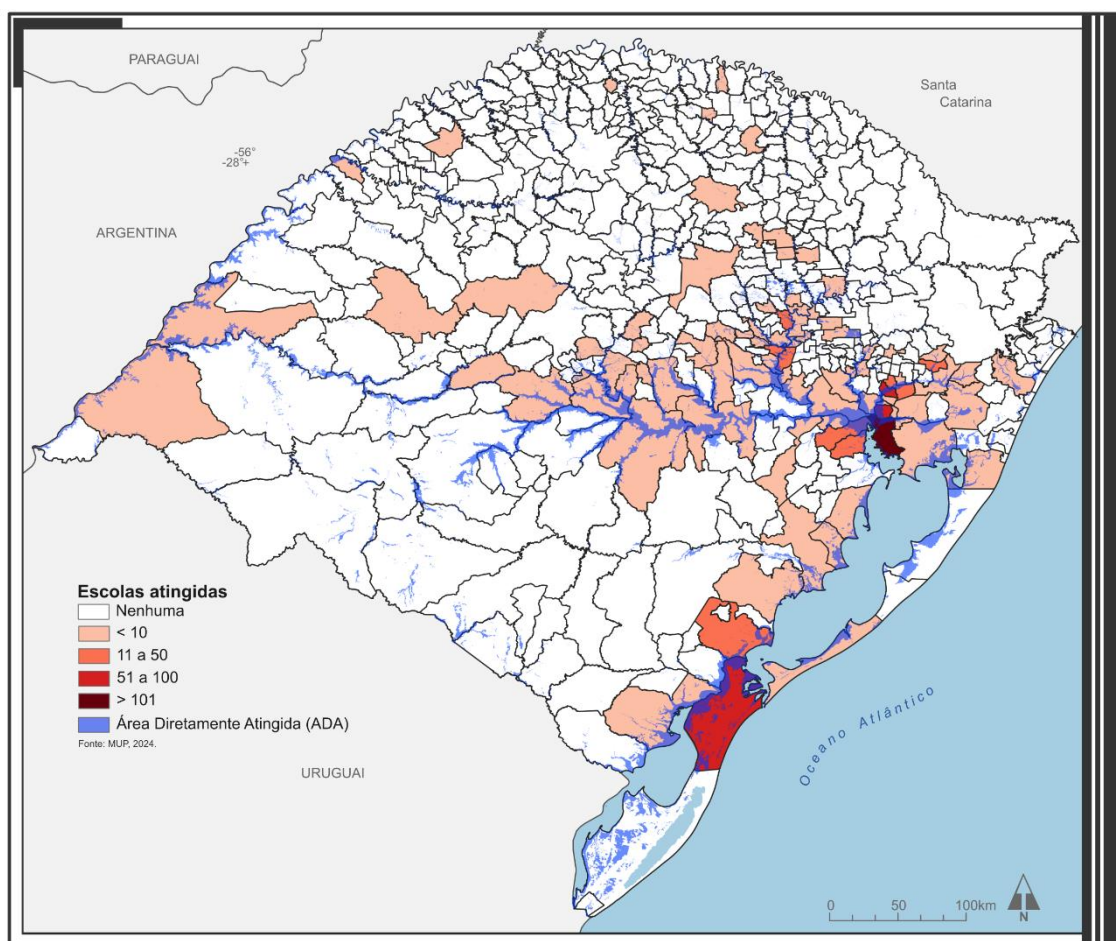 PARAGUAI
Santa
Catarina
-56°
-28°+
ARGENTINA
Escolas atingidas
Nenhuma
< 10
11 a 50
51 a 100
> 101
Área Diretamente Atingida (ADA)
Fonte: MUP, 2024.
URUGUAI
Oceano Atlântico
0 50 100km
N